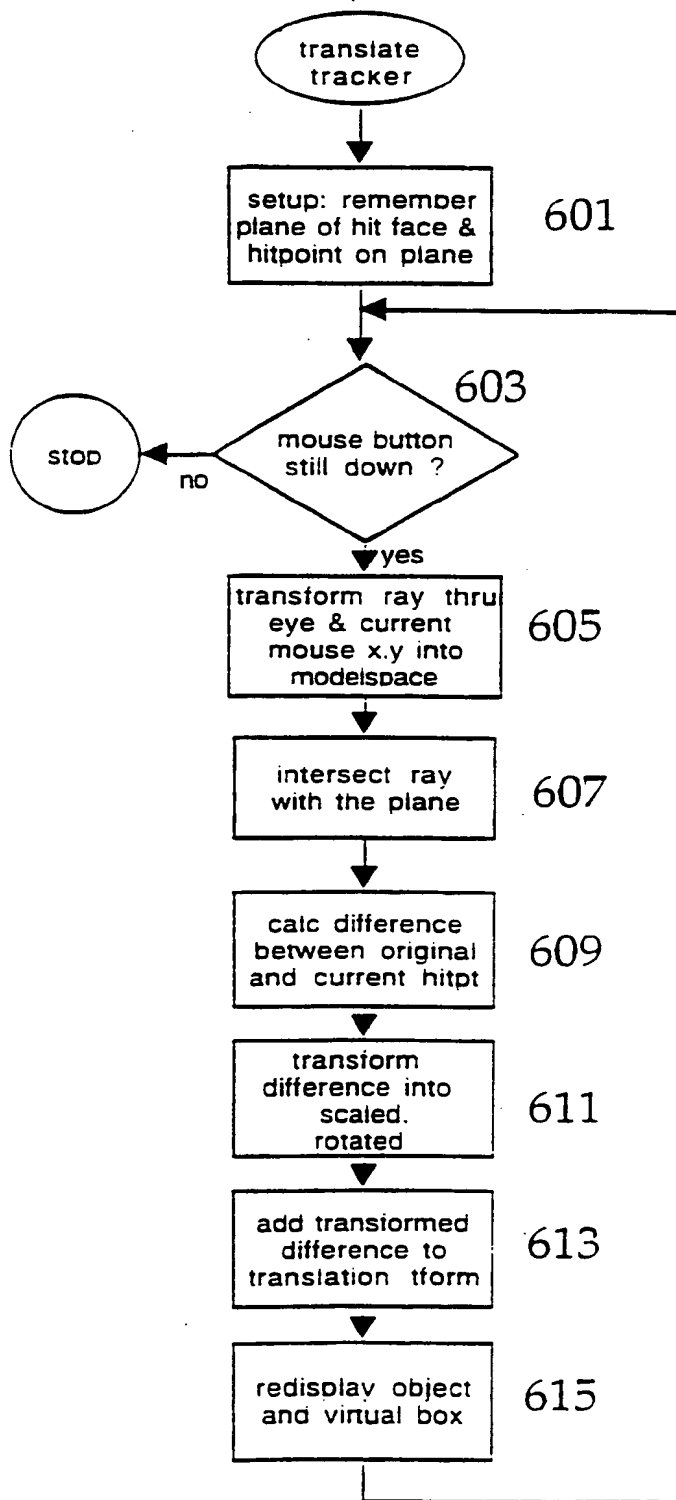 translate
tracker
setup: remember
plane of hit face &
hitpoint on plane
601
603
mouse button
still down ?
stop
no
yes
transform ray thru
eye & current
mouse x.y into
modelspace
605
intersect ray
with the plane
607
calc difference
between original
and current hitpt
609
transform
difference into
scaled.
rotated
611
add transformed
difference to
translation tform
613
redisplay object
and virtual box
615